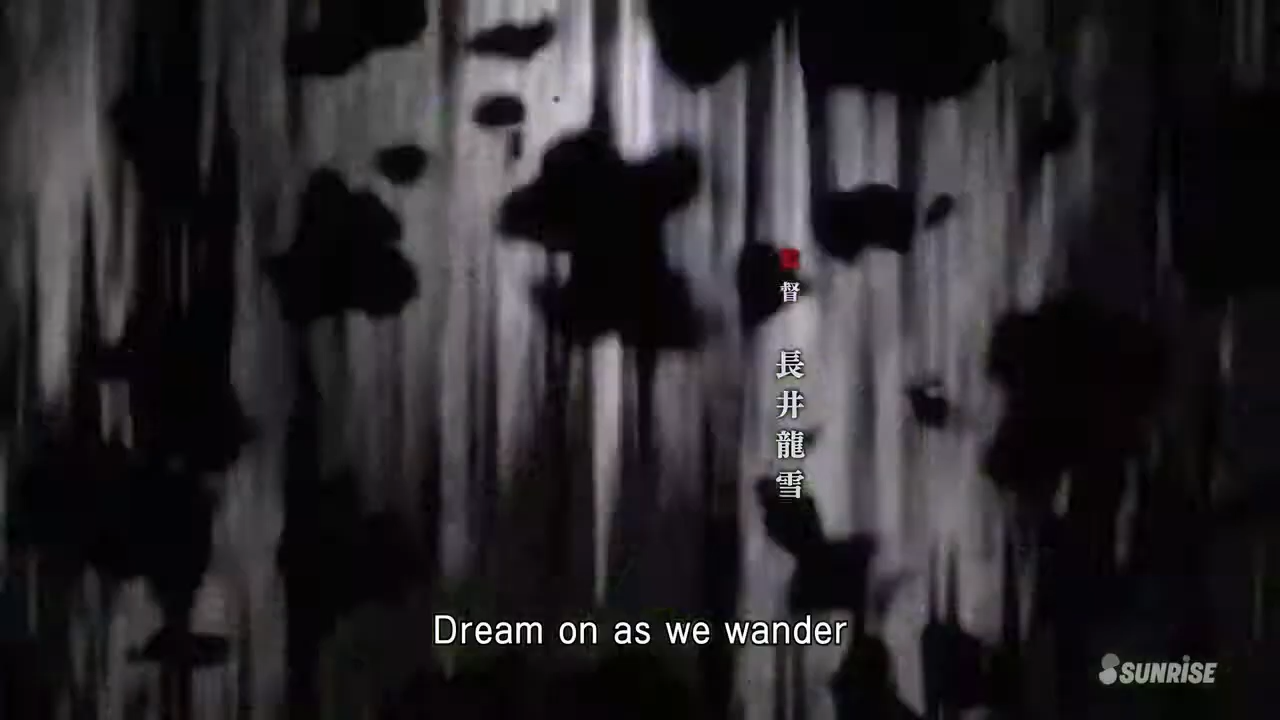 督
長井龍雪
Dream on as we wander
SUNRISE